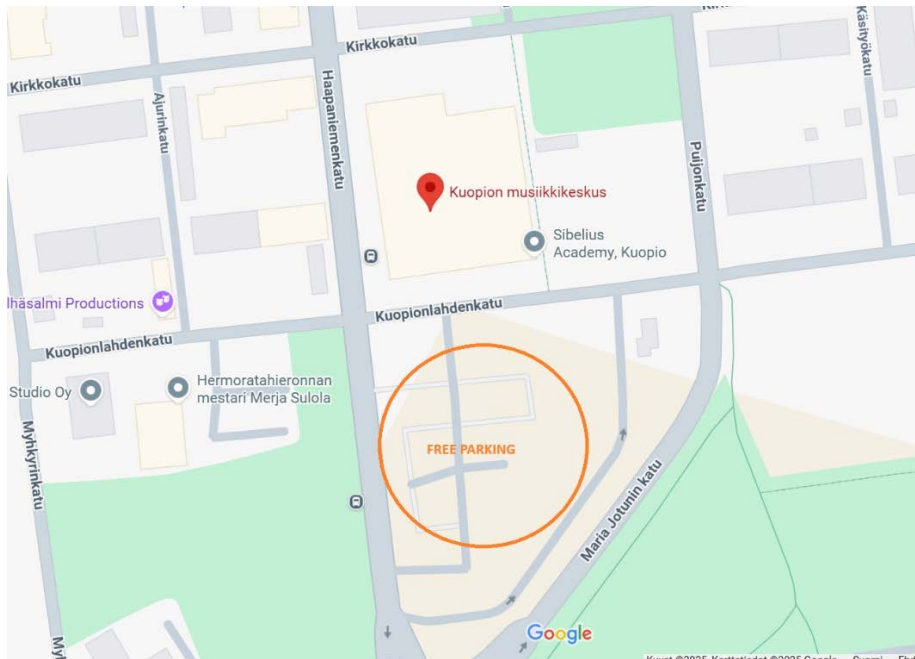 Kirkkokatu
Kirkkokatu
Käsityökatu
Ajurinkatu
Haapaniemenkatu
Puijonkatu
Kuopion musiikkikeskus
Sibelius
Academy, Kuopio
Productions
Kuopionlahdenkatu
Kuopionlahdenkatu
Studio Oy
Hermoratahieronnan
mestari Merja Sulola
Myhkyrinkatu
FREE PARKING
Maria Jotunin katu
Google